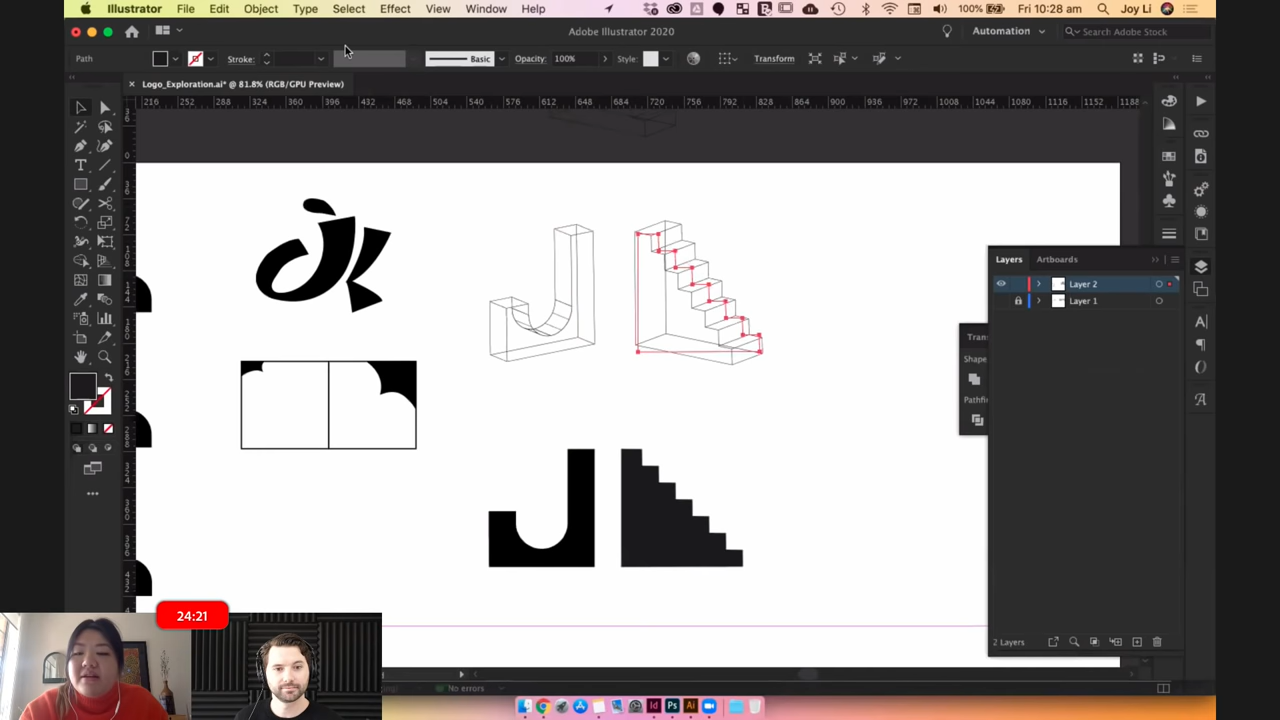 Illustrator File Edit Object Type Select Effect View Window Help 100% Fri 10:28 am Joy Li
Adobe Illustrator 2020 Automation Search Adobe Stock
Path Stroke: Basic Opacity: 100% Style: Transform
× Logo_Exploration.ai* @ 81.8% (RGB/GPU Preview)
216 252 288 324 360 396 432 468 504 540 576 612 648 684 720 756 792 828 864 900 936 972 1008 1044 1080 1116 1152 1188
Layers Artboards
Layer 2
Layer 1
Trans
Shape
Pathfin
J
24:21
2 Layers
No errors